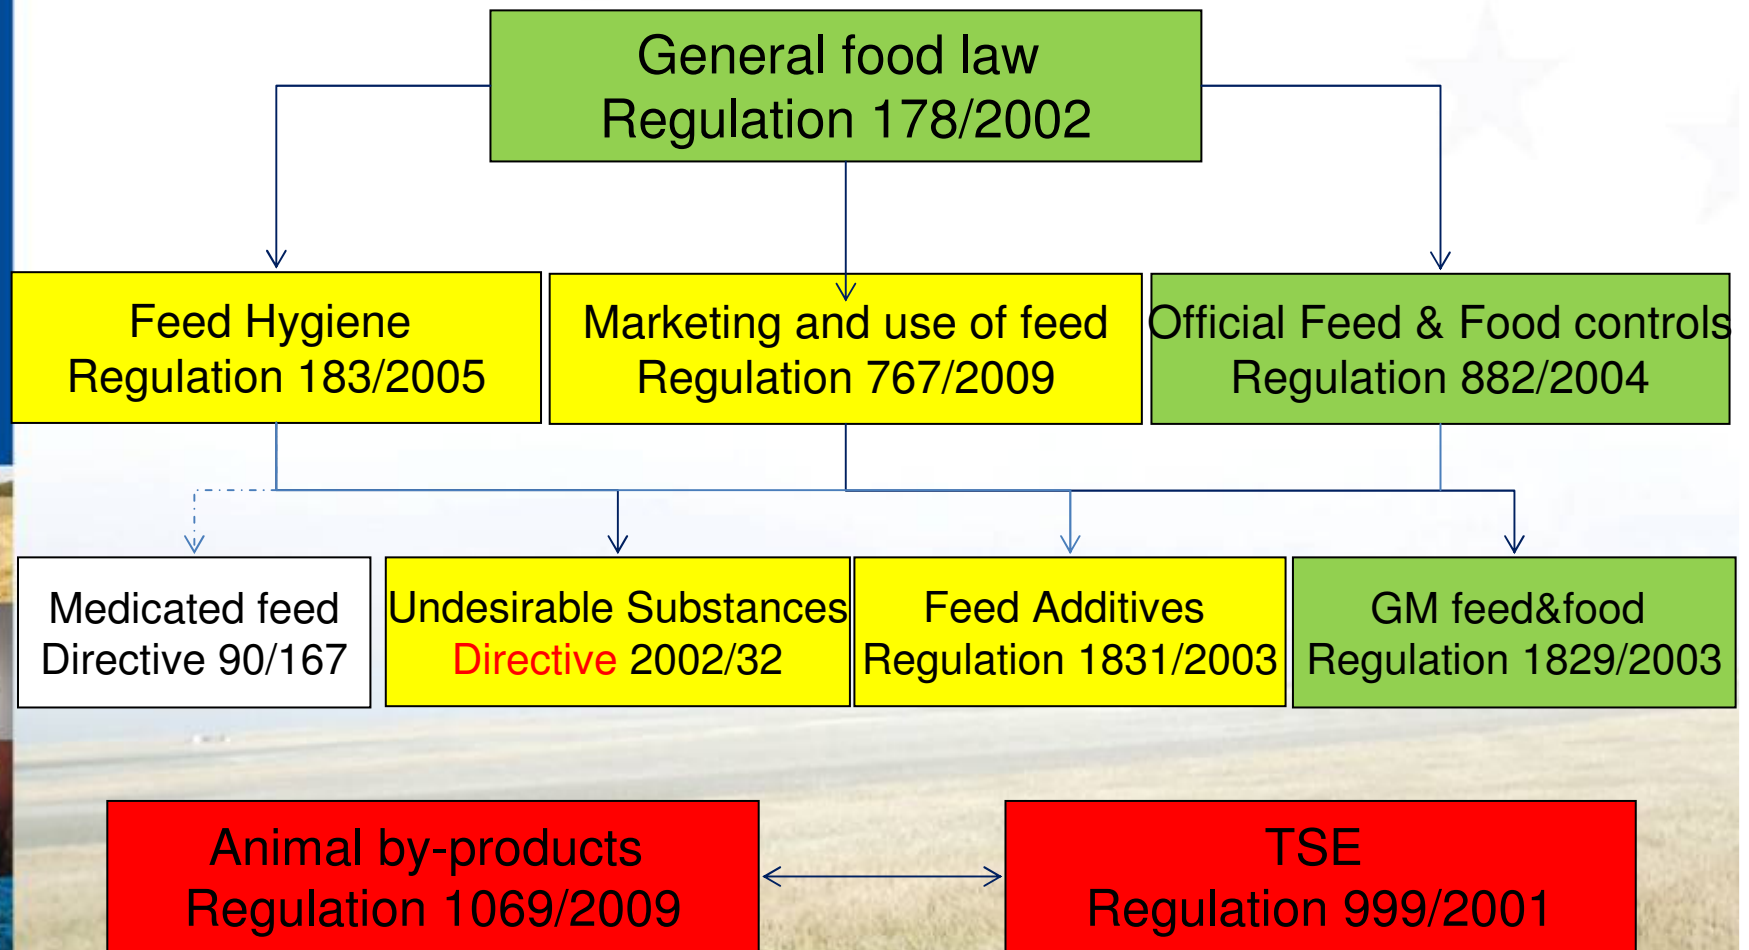 General food law
Regulation 178/2002
Feed Hygiene
Regulation 183/2005
Marketing and use of feed
Regulation 767/2009
Official Feed & Food controls
Regulation 882/2004
Medicated feed
Directive 90/167
Undesirable Substances
Directive 2002/32
Feed Additives
Regulation 1831/2003
GM feed&food
Regulation 1829/2003
Animal by-products
Regulation 1069/2009
TSE
Regulation 999/2001